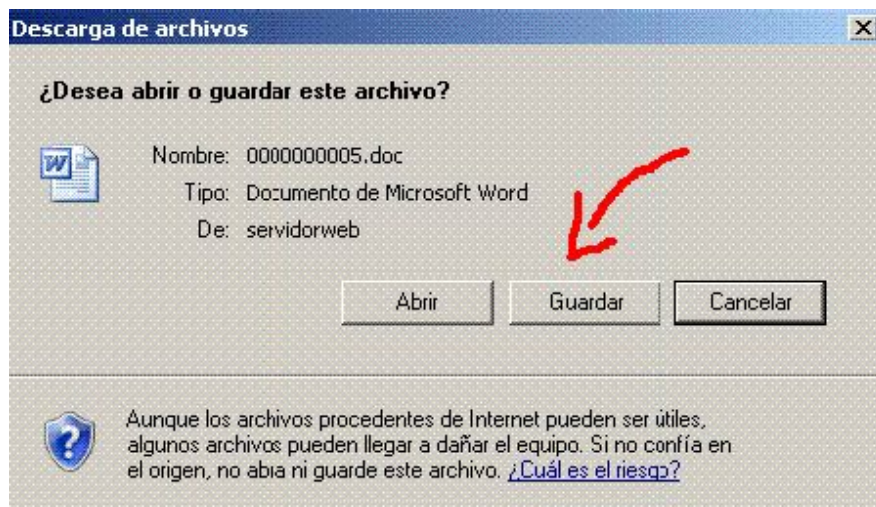 Descarga de archivos
¿Desea abrir o guardar este archivo?
Nombre: 0000000005.doc
Tipo: Documento de Microsoft Word
De: servidorweb
Abrir Guardar Cancelar
Aunque los archivos procedentes de Internet pueden ser útiles,
algunos archivos pueden llegar a dañar el equipo. Si no confía en
el origen, no abra ni guarde este archivo. ¿Cuál es el riesgo?